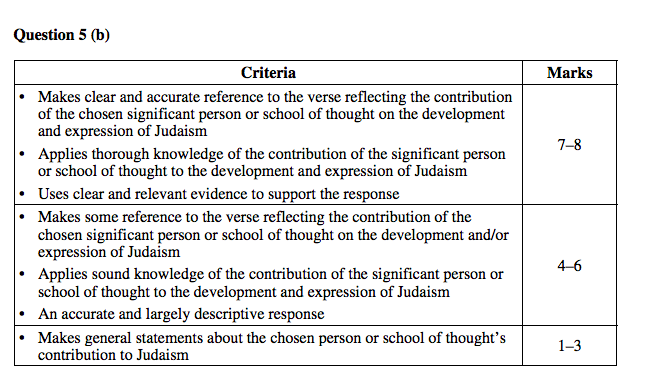 Question 5 (b)
Criteria Marks
• Makes clear and accurate reference to the verse reflecting the contribution
of the chosen significant person or school of thought on the development
and expression of Judaism
• Applies thorough knowledge of the contribution of the significant person
or school of thought to the development and expression of Judaism
• Uses clear and relevant evidence to support the response
7–8
• Makes some reference to the verse reflecting the contribution of the
chosen significant person or school of thought on the development and/or
expression of Judaism
• Applies sound knowledge of the contribution of the significant person or
school of thought to the development and expression of Judaism
• An accurate and largely descriptive response
4–6
• Makes general statements about the chosen person or school of thought’s
contribution to Judaism
1–3